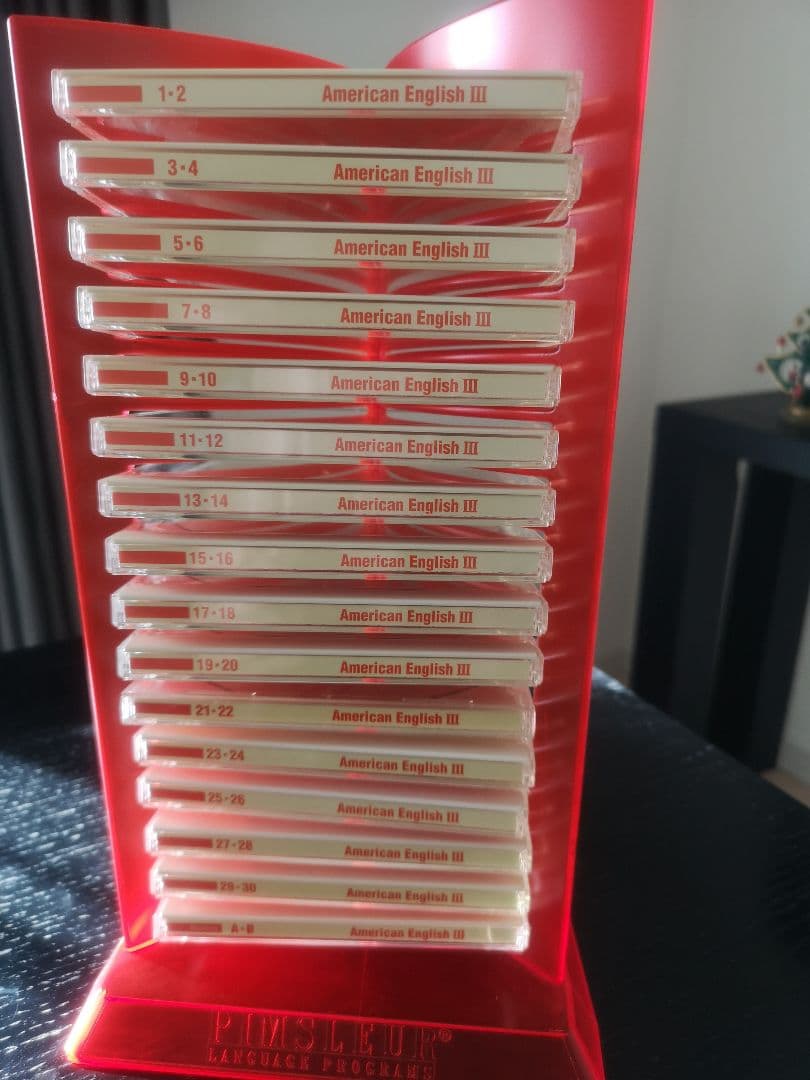 1·2 American English III
3·4 American English III
5·6 American English III
7·8 American English III
9·10 American English III
11·12 American English III
13·14 American English III
15·16 American English III
17·18 American English III
19·20 American English III
21·22 American English III
23·24 American English III
25·26 American English III
27·28 American English III
29·30 American English III
A·B American English III
PIMSLEUR®
LANGUAGE PROGRAMS